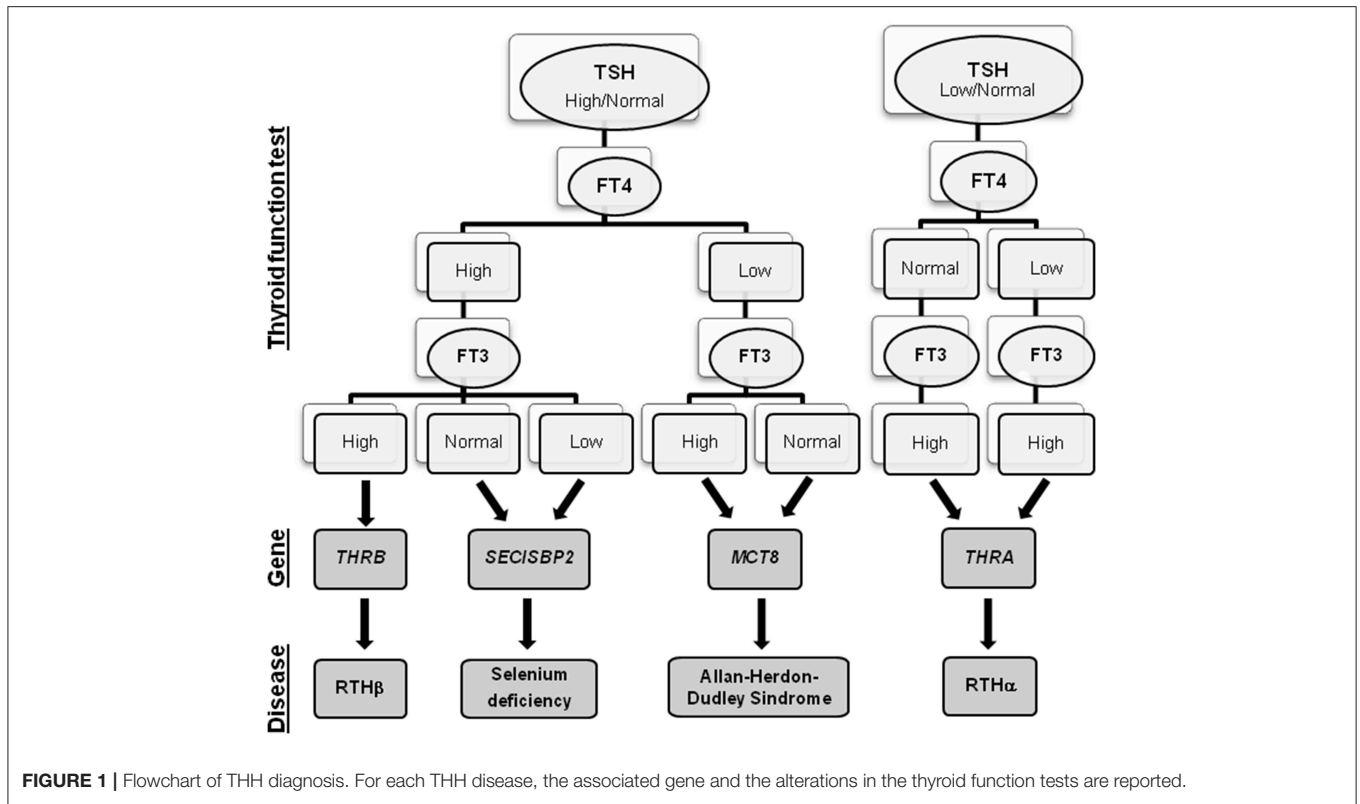 TSH
High/Normal
TSH
Low/Normal
Thyroid function test
FT4
FT4
High
Low
Normal
Low
FT3
FT3
FT3
FT3
High
Normal
Low
High
Normal
High
High
Gene
THRB
SECISBP2
MCT8
THRA
Disease
RTHβ
Selenium
deficiency
Allan-Herdon-
Dudley Sindrome
RTHα
FIGURE 1 | Flowchart of THH diagnosis. For each THH disease, the associated gene and the alterations in the thyroid function tests are reported.